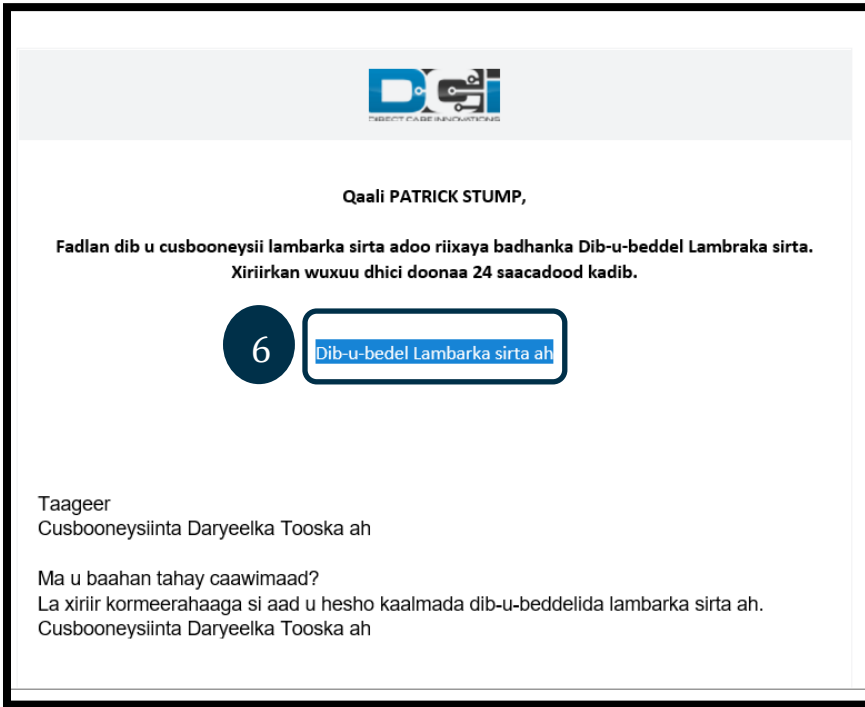 DCi
DIRECT CARE INNOVATIONS
Qaali PATRICK STUMP,
Fadlan dib u cusbooneysii lambarka sirta adoo riixaya badhanka Dib-u-beddel Lambraka sirta.
Xiriirkan wuxuu dhici doonaa 24 saacadood kadib.
6
Dib-u-bedel Lambarka sirta ah
Taageer
Cusbooneysiinta Daryeelka Tooska ah
Ma u baahan tahay caawimaad?
La xiriir kormeerahaaga si aad u hesho kaalmada dib-u-beddelida lambarka sirta ah.
Cusbooneysiinta Daryeelka Tooska ah